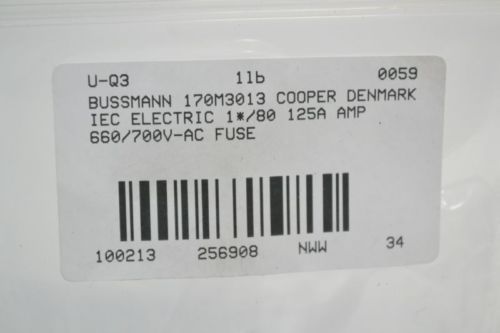 U-Q3 1lb 0059
BUSSMANN 170M3013 COOPER DENMARK
IEC ELECTRIC 1*/80 125A AMP
660/700V-AC FUSE
100213 256908 NWW 34